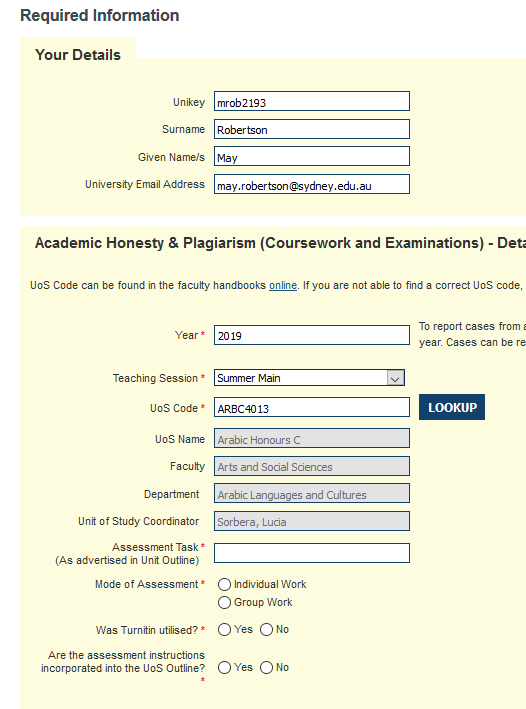 Required Information
Your Details
Unikey mrob2193
Surname Robertson
Given Name/s May
University Email Address may.robertson@sydney.edu.au
Academic Honesty & Plagiarism (Coursework and Examinations) - Deta
UoS Code can be found in the faculty handbooks online. If you are not able to find a correct UoS code,
Year * 2019 To report cases from a
year. Cases can be re
Teaching Session * Summer Main
UoS Code * ARBC4013 LOOKUP
UoS Name Arabic Honours C
Faculty Arts and Social Sciences
Department Arabic Languages and Cultures
Unit of Study Coordinator Sorbera, Lucia
Assessment Task *
(As advertised in Unit Outline)
Mode of Assessment * Individual Work
Group Work
Was Turnitin utilised? * Yes No
Are the assessment instructions
incorporated into the UoS Outline? Yes No
*